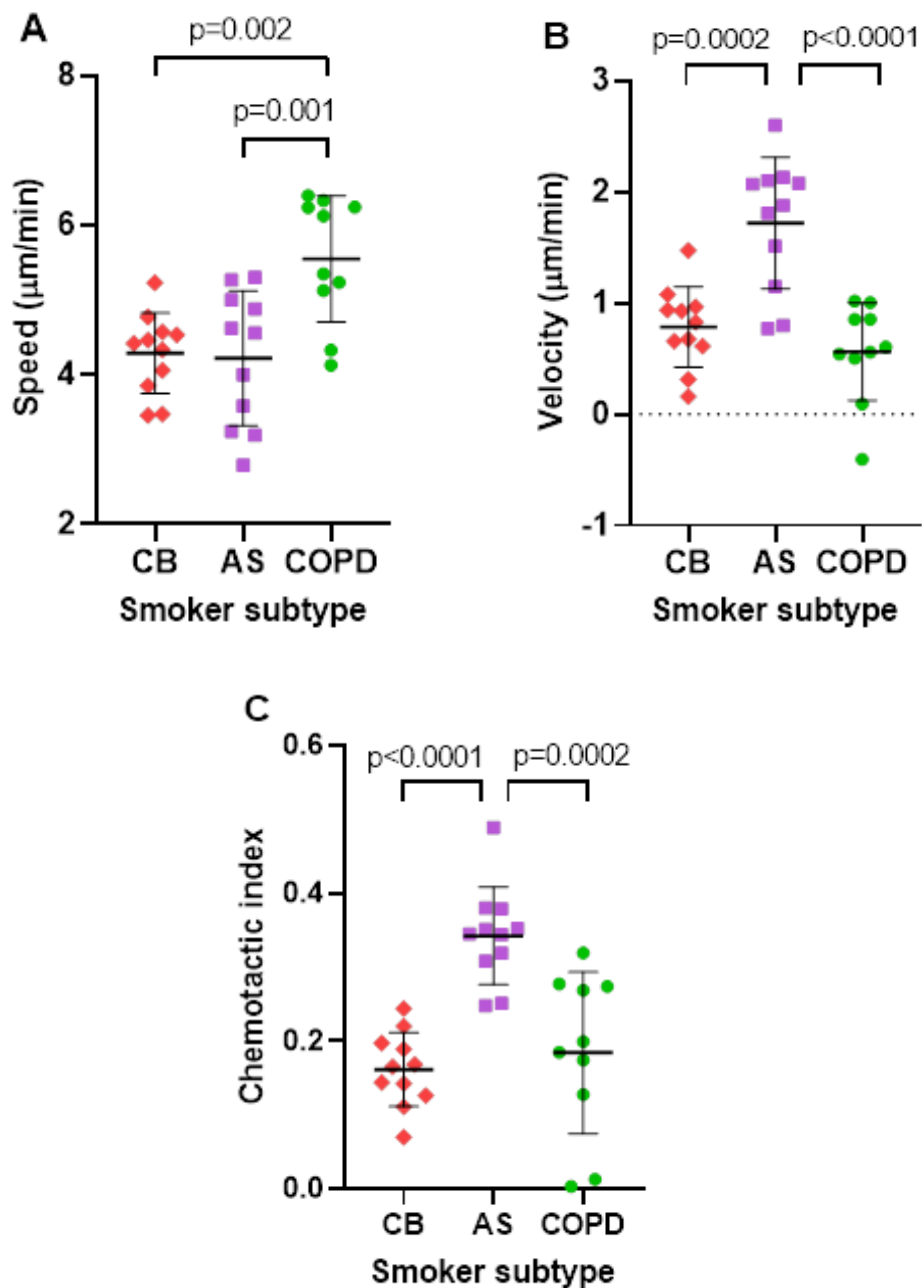 A
p=0.002
p=0.001
8
6
4
2
Speed (μm/min)
CB AS COPD
Smoker subtype
B
p=0.0002 p<0.0001
3
2
1
0
-1
Velocity (μm/min)
CB AS COPD
Smoker subtype
C
p<0.0001 p=0.0002
0.6
0.4
0.2
0.0
Chemotactic index
CB AS COPD
Smoker subtype